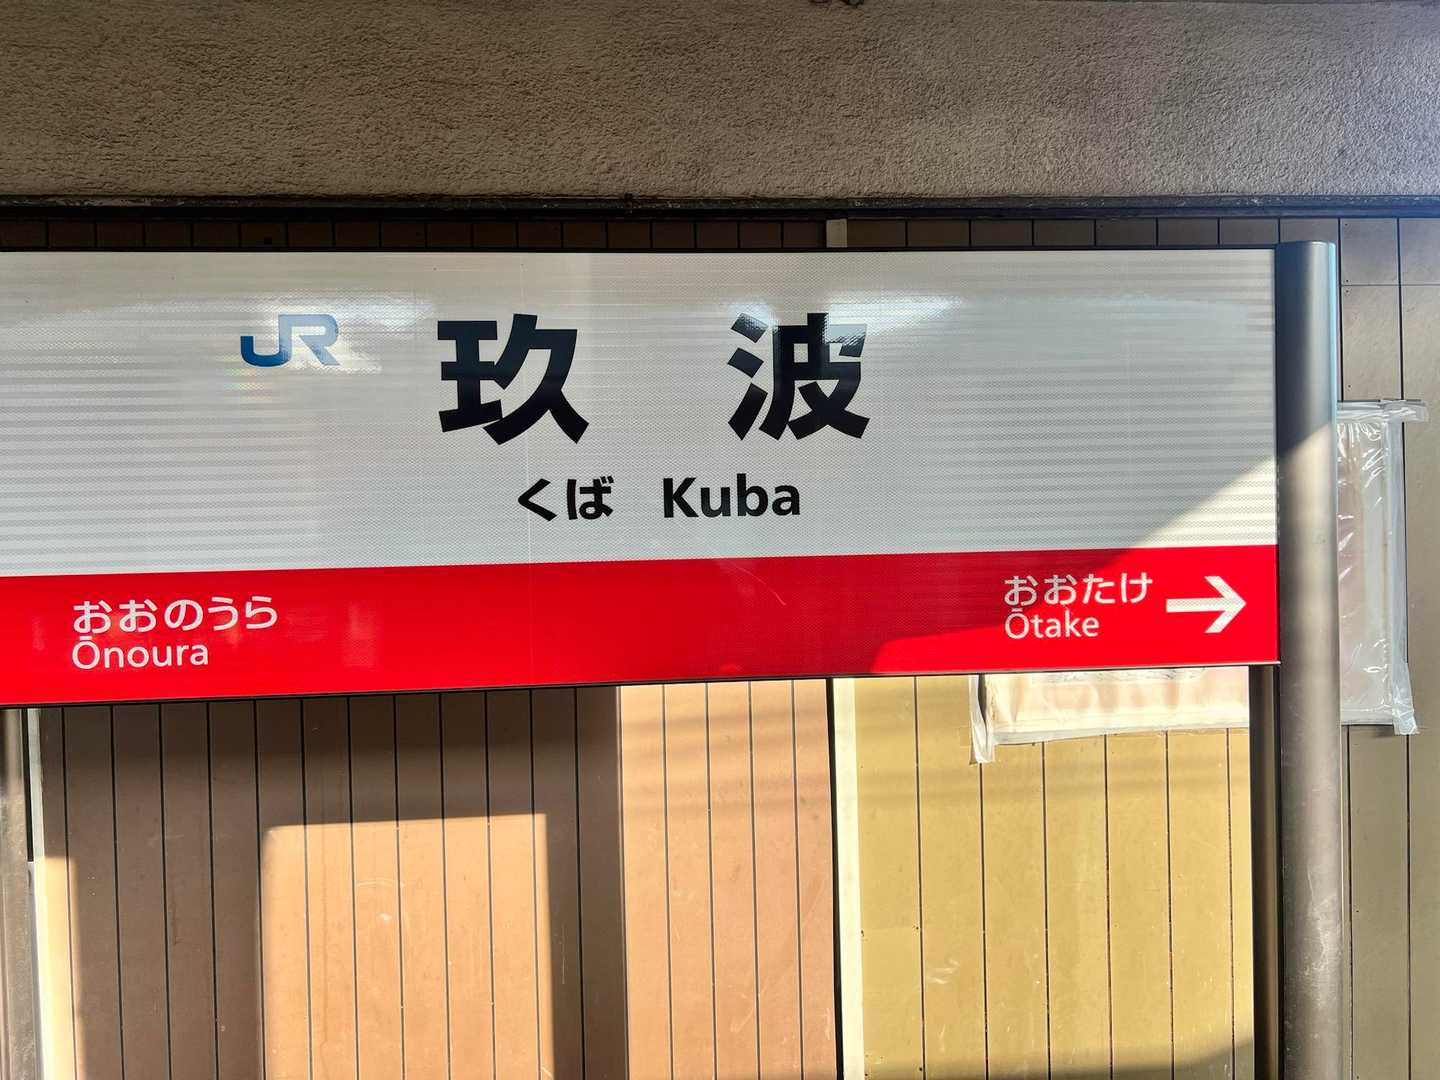 JR 玖波
くば Kuba
おおのうら
Ōnoura
おおたけ →
Ōtake